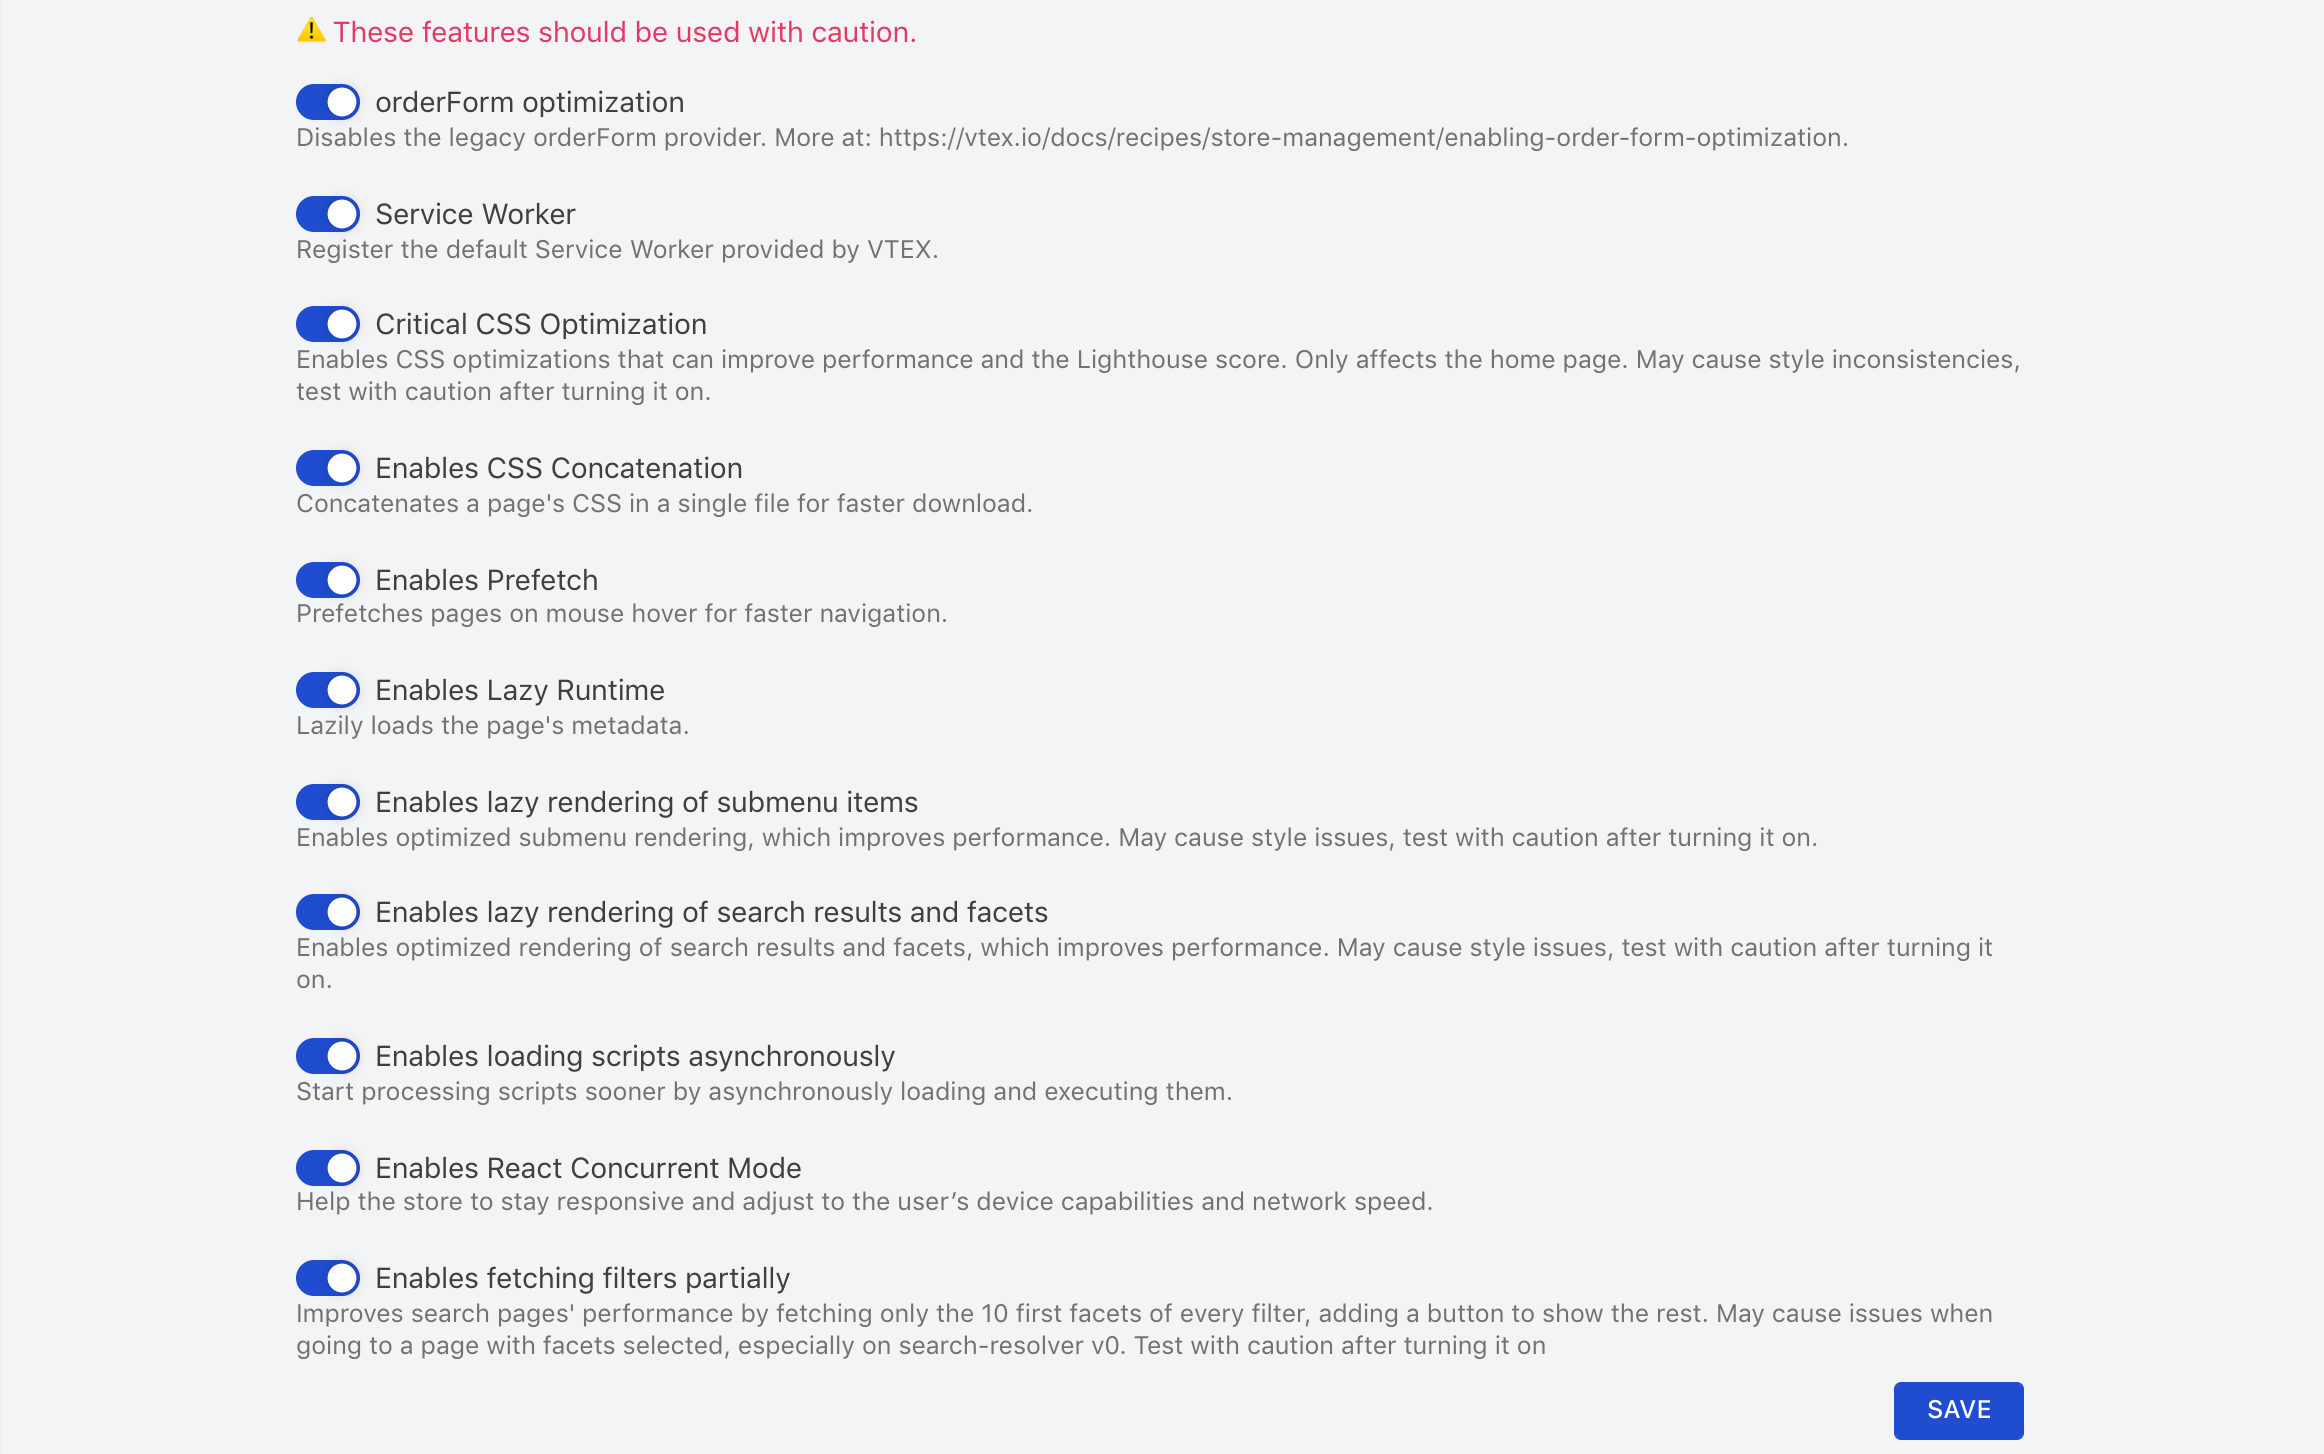 ⚠️ These features should be used with caution.
orderForm optimization
Disables the legacy orderForm provider. More at: https://vtex.io/docs/recipes/store-management/enabling-order-form-optimization.
Service Worker
Register the default Service Worker provided by VTEX.
Critical CSS Optimization
Enables CSS optimizations that can improve performance and the Lighthouse score. Only affects the home page. May cause style inconsistencies,
test with caution after turning it on.
Enables CSS Concatenation
Concatenates a page's CSS in a single file for faster download.
Enables Prefetch
Prefetches pages on mouse hover for faster navigation.
Enables Lazy Runtime
Lazily loads the page's metadata.
Enables lazy rendering of submenu items
Enables optimized submenu rendering, which improves performance. May cause style issues, test with caution after turning it on.
Enables lazy rendering of search results and facets
Enables optimized rendering of search results and facets, which improves performance. May cause style issues, test with caution after turning it
on.
Enables loading scripts asynchronously
Start processing scripts sooner by asynchronously loading and executing them.
Enables React Concurrent Mode
Help the store to stay responsive and adjust to the user’s device capabilities and network speed.
Enables fetching filters partially
Improves search pages' performance by fetching only the 10 first facets of every filter, adding a button to show the rest. May cause issues when
going to a page with facets selected, especially on search-resolver v0. Test with caution after turning it on
SAVE